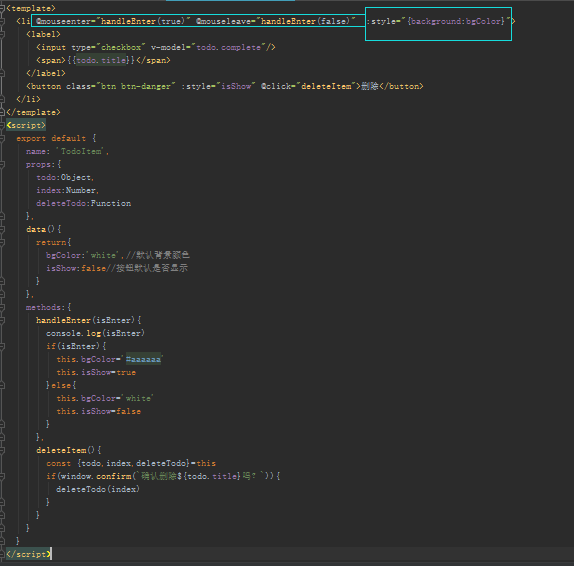 <template>
<li @mouseenter="handleEnter(true)" @mouseleave="handleEnter(false)" :style="{background:bgColor}">
<label>
<input type="checkbox" v-model="todo.complete"/>
<span>{{todo.title}}</span>
</label>
<button class="btn btn-danger" :style="isShow" @click="deleteItem">删除</button>
</li>
</template>
<script>
export default {
name: `TodoItem`,
props:{
todo:Object,
index:Number,
deleteTodo:Function
},
data(){
return{
bgColor:`white`,//默认背景颜色
isShow:false//按钮默认是否显示
}
},
methods:{
handleEnter(isEnter){
console.log(isEnter)
if(isEnter){
this.bgColor=`#aaaaaa`
this.isShow=true
}else{
this.bgColor=`white`
this.isShow=false
}
},
deleteItem(){
const {todo,index,deleteTodo}=this
if(window.confirm(`确认删除${todo.title}吗?`)){
deleteTodo(index)
}
}
}
}
</script>